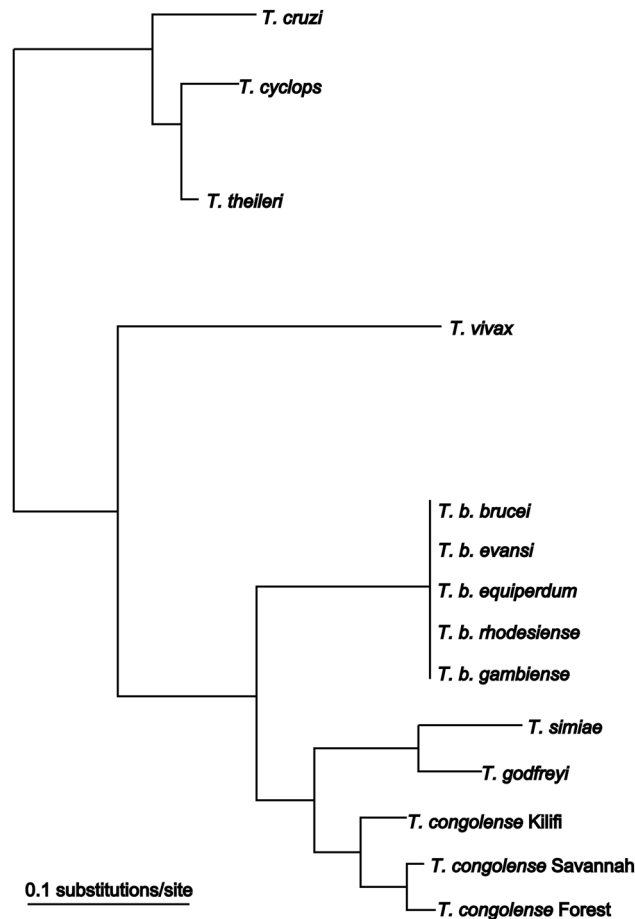 T. cruzi
T. cyclops
T. theileri
T. vivax
T. b. brucei
T. b. evansi
T. b. equiperdum
T. b. rhodesiense
T. b. gambiense
T. simiae
T. godfreyi
T. congolense Kilifi
T. congolense Savannah
0.1 substitutions/site
T. congolense Forest